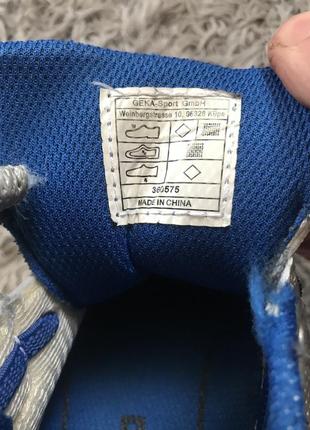 GEKA-Sport GmbH
Weinbergstrasse 10, 96328 Küps
360575
MADE IN CHINA